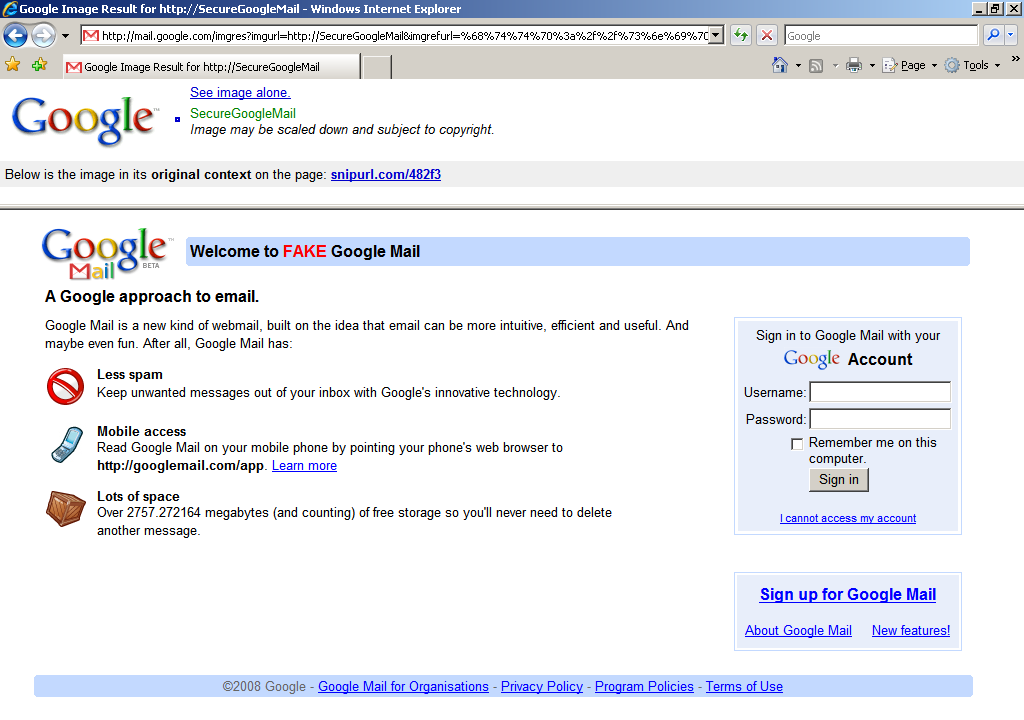 Google Image Result for http://SecureGoogleMail - Windows Internet Explorer
http://mail.google.com/imgres?imgurl=http://SecureGoogleMail&imgrefurl=%68%74%74%70%3a%2f%2f%73%6e%69%70
Google
Google Image Result for http://SecureGoogleMail
Page
Tools
Google™
See image alone.
SecureGoogleMail
Image may be scaled down and subject to copyright.
Below is the image in its original context on the page: snipurl.com/482f3
Google™
Mail BETA
Welcome to FAKE Google Mail
A Google approach to email.
Google Mail is a new kind of webmail, built on the idea that email can be more intuitive, efficient and useful. And
maybe even fun. After all, Google Mail has:
Less spam
Keep unwanted messages out of your inbox with Google's innovative technology.
Mobile access
Read Google Mail on your mobile phone by pointing your phone's web browser to
http://googlemail.com/app. Learn more
Lots of space
Over 2757.272164 megabytes (and counting) of free storage so you'll never need to delete
another message.
Sign in to Google Mail with your
Google Account
Username:
Password:
Remember me on this
computer.
Sign in
I cannot access my account
Sign up for Google Mail
About Google Mail New features!
©2008 Google - Google Mail for Organisations - Privacy Policy - Program Policies - Terms of Use